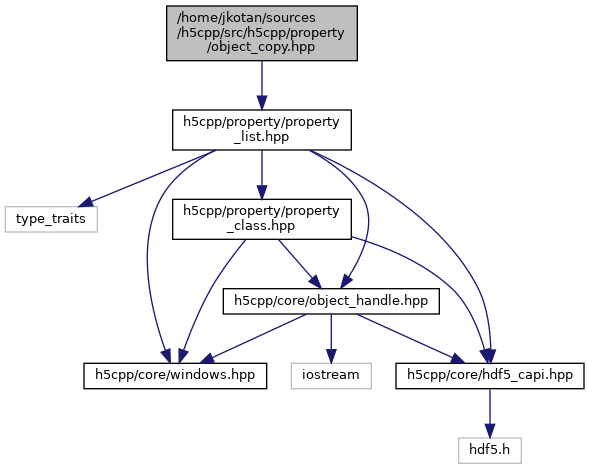 /home/jkotan/sources
/h5cpp/src/h5cpp/property
/object_copy.hpp
h5cpp/property/property
_list.hpp
type_traits
h5cpp/property/property
_class.hpp
h5cpp/core/object_handle.hpp
h5cpp/core/windows.hpp
iostream
h5cpp/core/hdf5_capi.hpp
hdf5.h